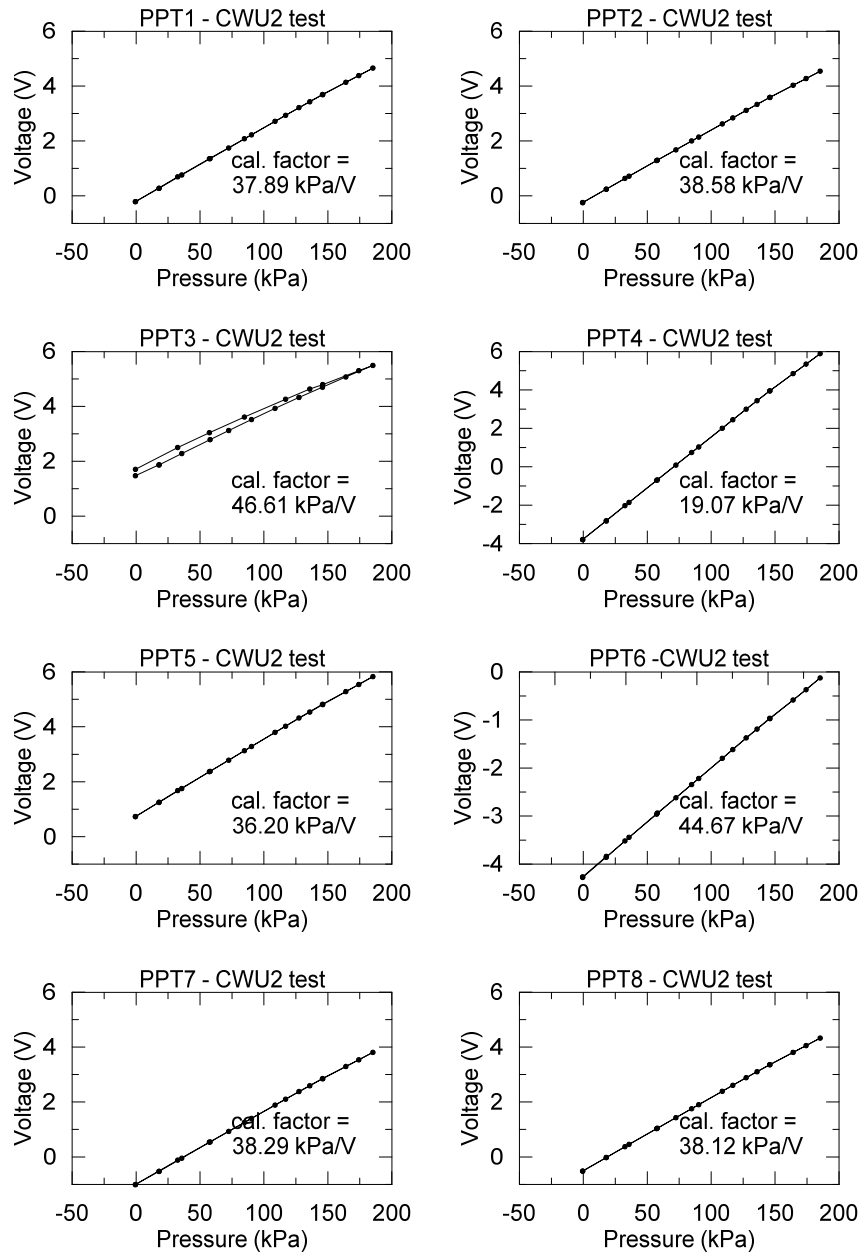 PPT1 - CWU2 test
6
4
2
0
Voltage (V)
cal. factor =
37.89 kPa/V
-50 0 50 100 150 200
Pressure (kPa)
PPT2 - CWU2 test
6
4
2
0
Voltage (V)
cal. factor =
38.58 kPa/V
-50 0 50 100 150 200
Pressure (kPa)
PPT3 - CWU2 test
6
4
2
0
Voltage (V)
cal. factor =
46.61 kPa/V
-50 0 50 100 150 200
Pressure (kPa)
PPT4 - CWU2 test
6
4
2
0
-2
-4
Voltage (V)
cal. factor =
19.07 kPa/V
-50 0 50 100 150 200
Pressure (kPa)
PPT5 - CWU2 test
6
4
2
0
Voltage (V)
cal. factor =
36.20 kPa/V
-50 0 50 100 150 200
Pressure (kPa)
PPT6 -CWU2 test
0
-1
-2
-3
-4
Voltage (V)
cal. factor =
44.67 kPa/V
-50 0 50 100 150 200
Pressure (kPa)
PPT7 - CWU2 test
6
4
2
0
Voltage (V)
cal. factor =
38.29 kPa/V
-50 0 50 100 150 200
Pressure (kPa)
PPT8 - CWU2 test
6
4
2
0
Voltage (V)
cal. factor =
38.12 kPa/V
-50 0 50 100 150 200
Pressure (kPa)